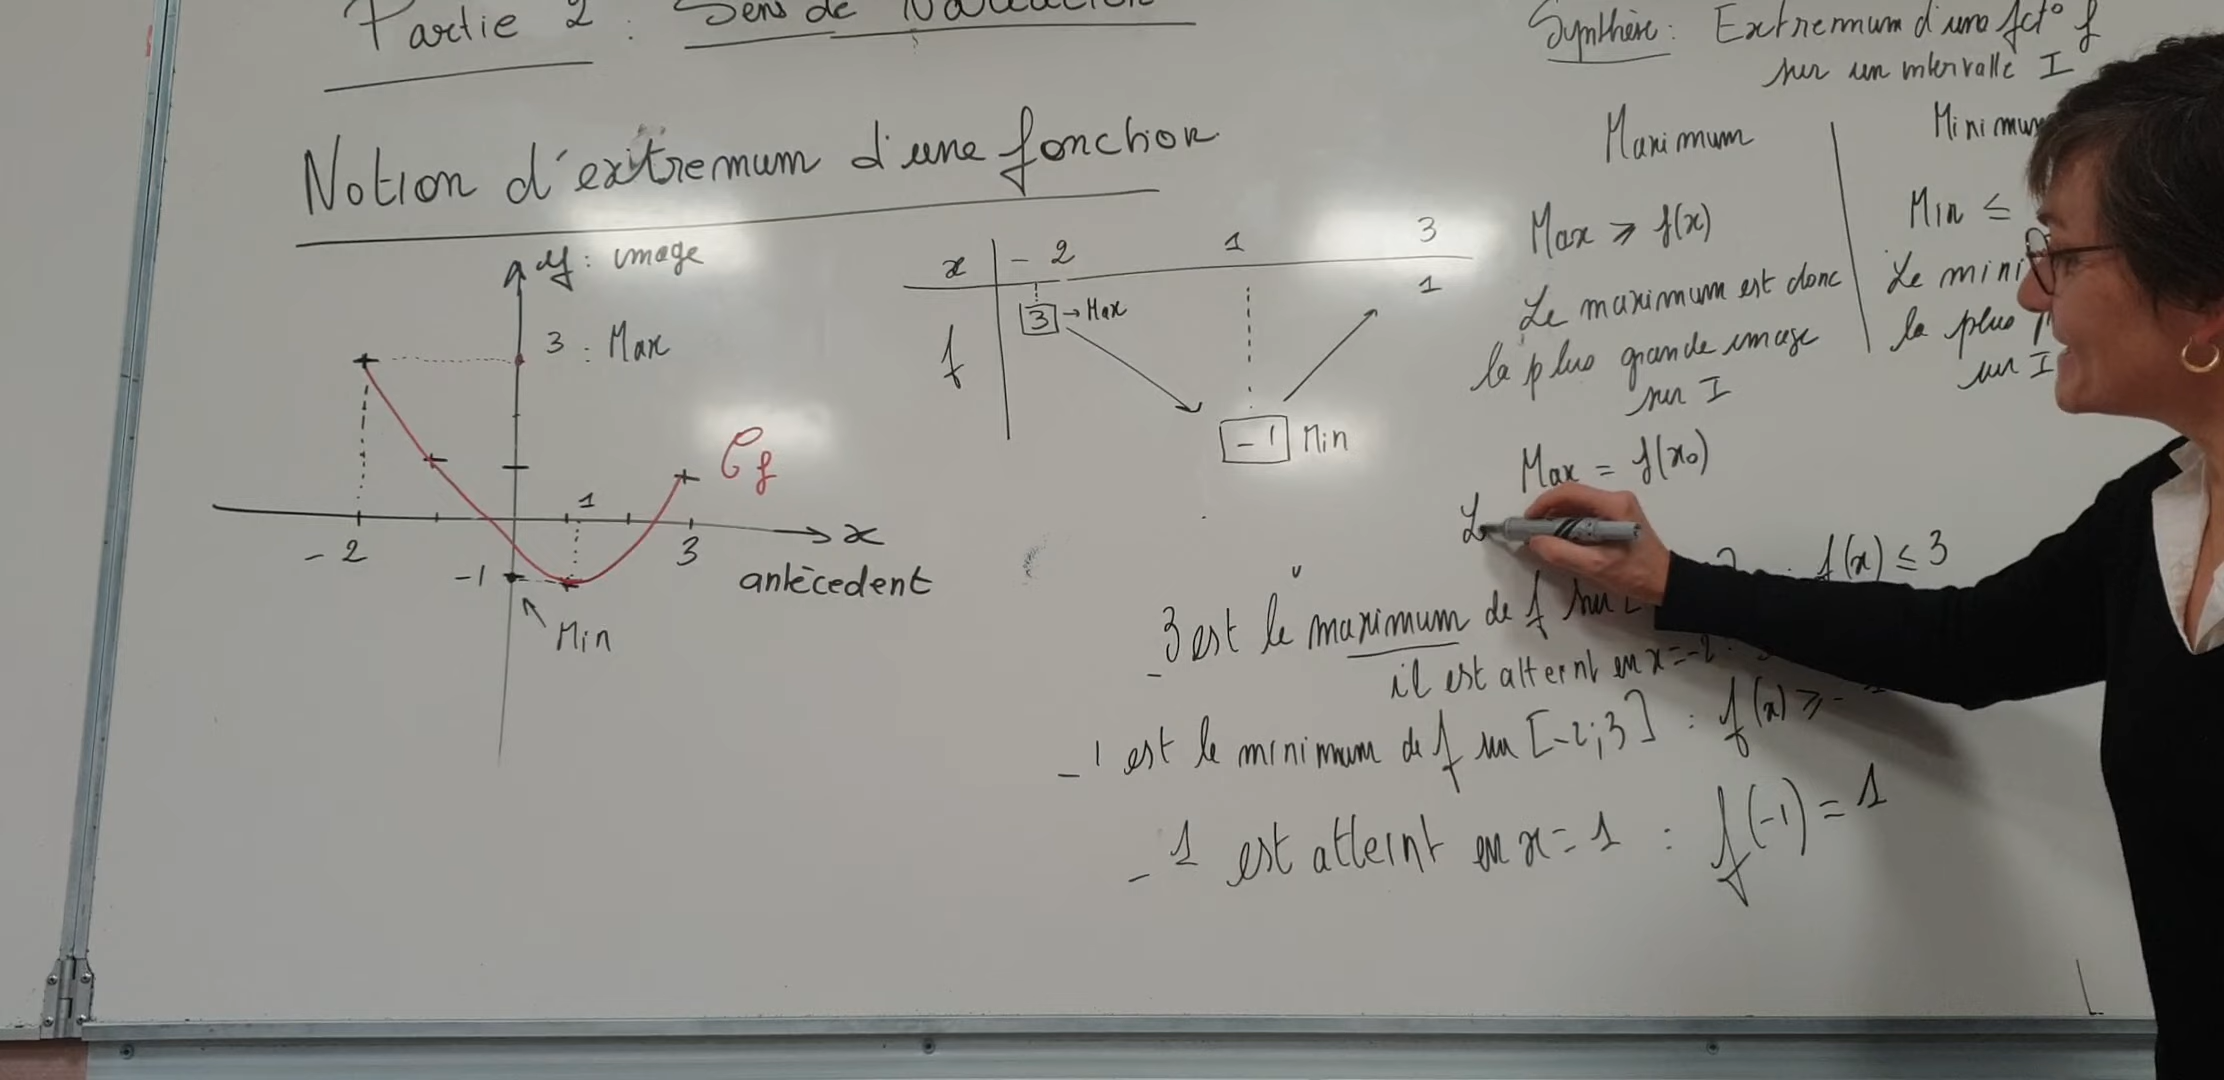 Partie 2 : Sens de
Notion d'extremum d'une fonction
y : image
3 : Max
Cf
1
-2
3
x
antécedent
-1
Min
x -2 1 3
f 3 → Max 1
-1 Min
Synthèse : Extremum d'une fct° f
sur un intervalle I
Maximum
Max ⩾ f(x)
Le maximum est donc
la plus grande image
sur I
Max = f(x₀)
L
Min ≤
Le mini
la plus
sur I
f(x) ≤ 3
3 est le maximum de f sur
il est atteint en x=-2
-1 est le minimum de f sur [-2;3] : f(x) ⩾ -
-1 est atteint en x=1 : f(-1) = 1